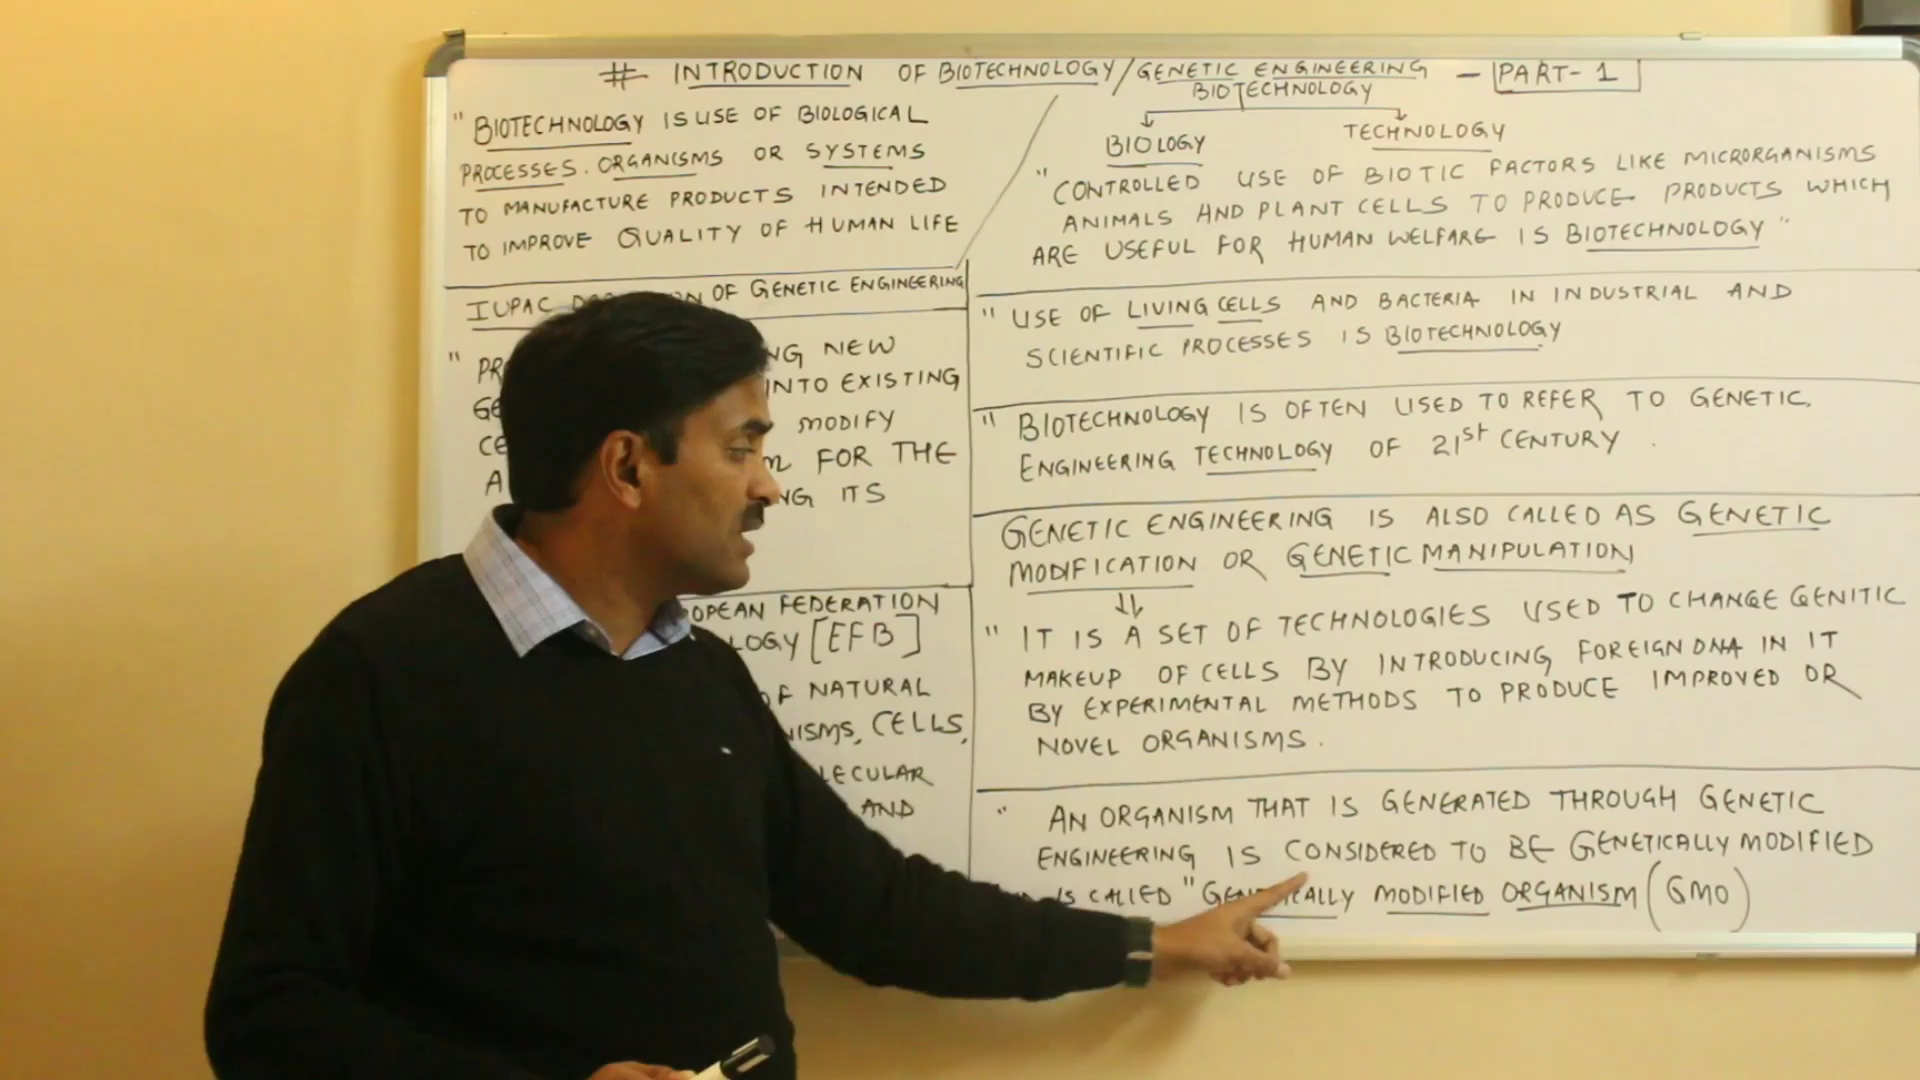 # INTRODUCTION OF BIOTECHNOLOGY/GENETIC ENGINEERING - PART-1
"BIOTECHNOLOGY IS USE OF BIOLOGICAL
PROCESSES. ORGANISMS OR SYSTEMS
TO MANUFACTURE PRODUCTS INTENDED
TO IMPROVE QUALITY OF HUMAN LIFE
IUPAC OF GENETIC ENGINEERING
" NEW
INTO EXISTING
MODIFY
FOR THE
ITS
FEDERATION
[EFB]
OF NATURAL
CELLS,
AND
BIOTECHNOLOGY
BIOLOGY TECHNOLOGY
"CONTROLLED USE OF BIOTIC FACTORS LIKE MICRORGANISMS
ANIMALS AND PLANT CELLS TO PRODUCE PRODUCTS WHICH
ARE USEFUL FOR HUMAN WELFARE IS BIOTECHNOLOGY"
"USE OF LIVING CELLS AND BACTERIA IN INDUSTRIAL AND
SCIENTIFIC PROCESSES IS BIOTECHNOLOGY
"BIOTECHNOLOGY IS OFTEN USED TO REFER TO GENETIC.
ENGINEERING TECHNOLOGY OF 21st CENTURY.
GENETIC ENGINEERING IS ALSO CALLED AS GENETIC
MODIFICATION OR GENETIC MANIPULATION
"IT IS A SET OF TECHNOLOGIES USED TO CHANGE GENITIC
MAKEUP OF CELLS BY INTRODUCING FOREIGN DNA IN IT
BY EXPERIMENTAL METHODS TO PRODUCE IMPROVED OR
NOVEL ORGANISMS.
" AN ORGANISM THAT IS GENERATED THROUGH GENETIC
ENGINEERING IS CONSIDERED TO BE GENETICALLY MODIFIED
IS CALLED "GENETICALLY MODIFIED ORGANISM (GMO)